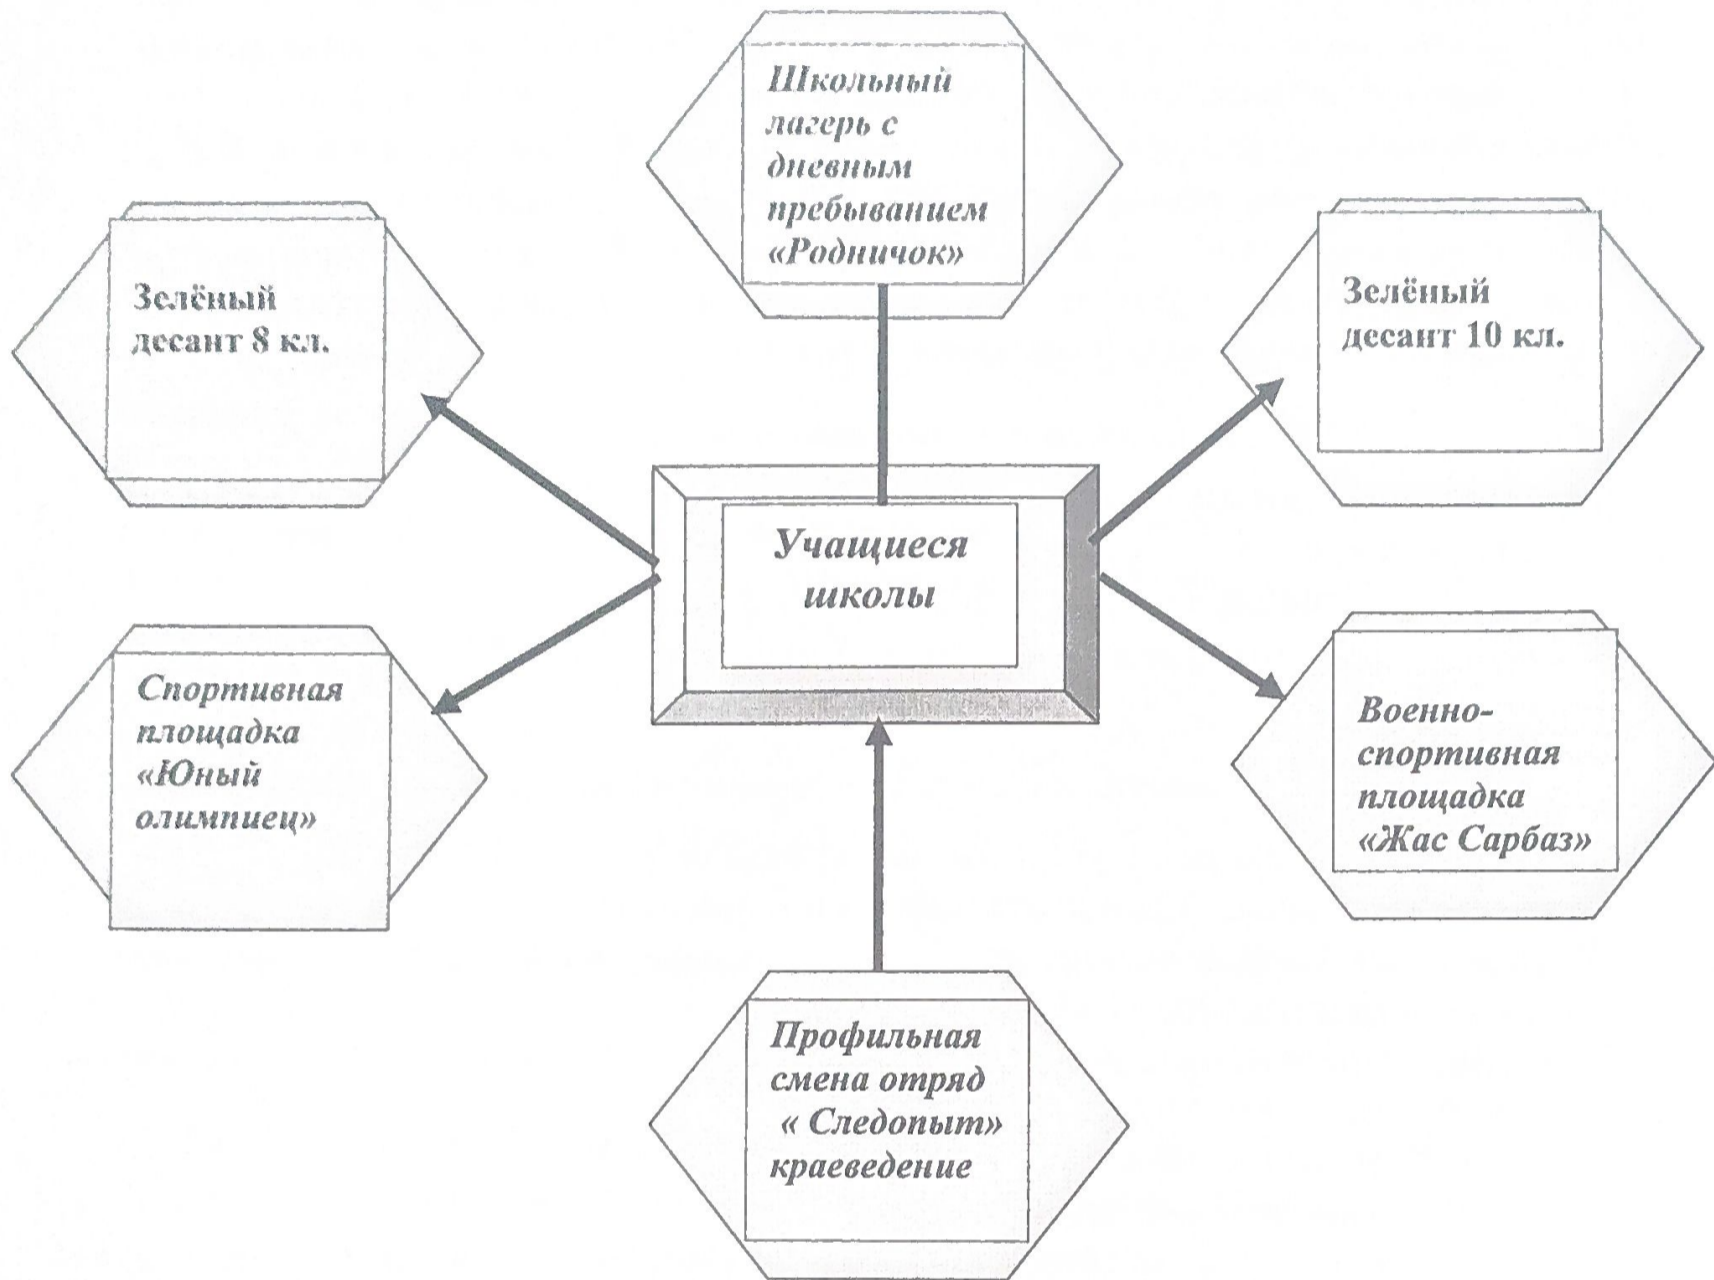 Школьный
лагерь с
дневным
пребыванием
«Родничок»
Зелёный
десант 8 кл.
Зелёный
десант 10 кл.
Учащиеся
школы
Спортивная
площадка
«Юный
олимпиец»
Военно-
спортивная
площадка
«Жас Сарбаз»
Профильная
смена отряд
« Следопыт»
краеведение